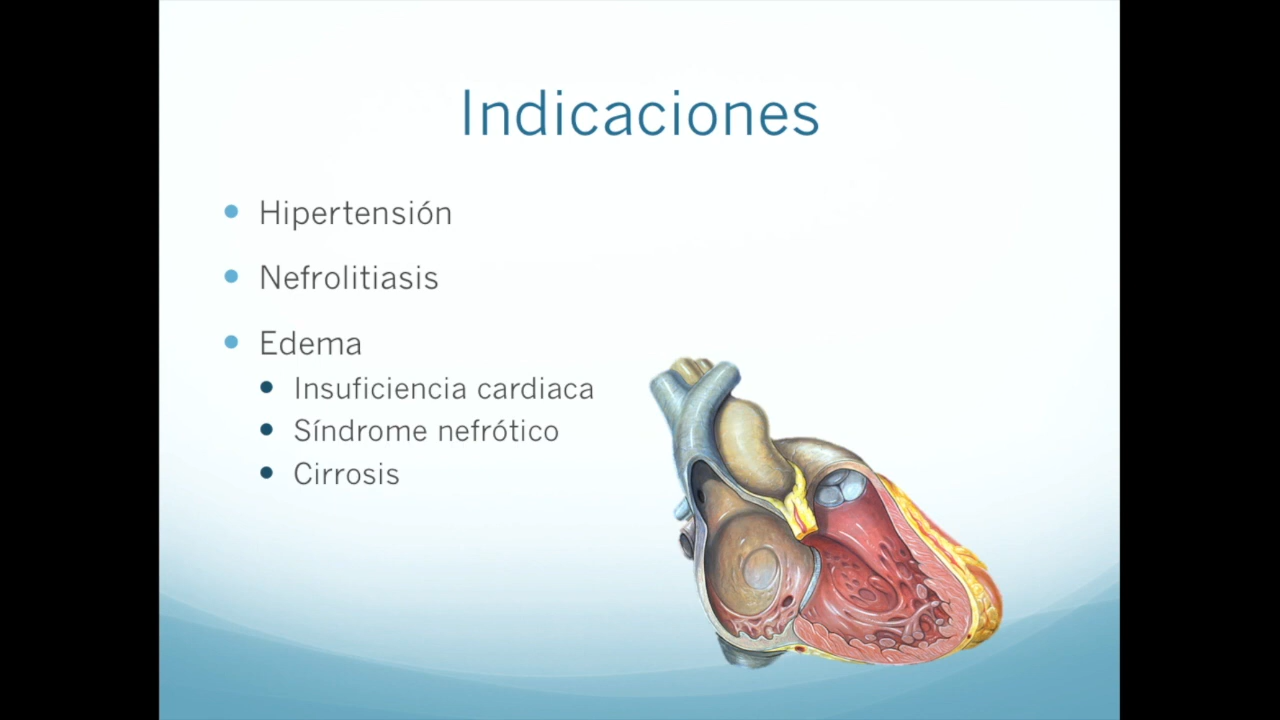 Indicaciones
Hipertensión
Nefrolitiasis
Edema
Insuficiencia cardiaca
Síndrome nefrótico
Cirrosis